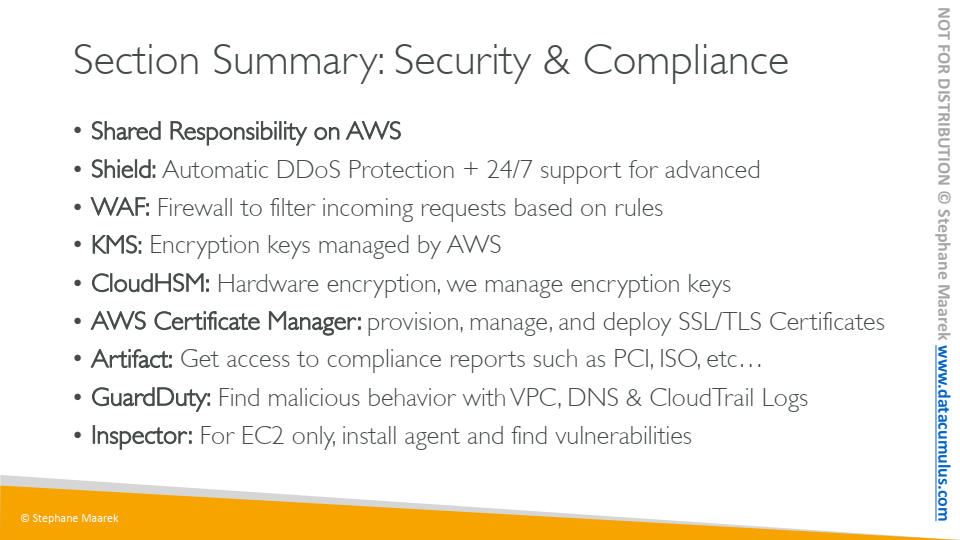 Section Summary: Security & Compliance
• Shared Responsibility on AWS
• Shield: Automatic DDoS Protection + 24/7 support for advanced
• WAF: Firewall to filter incoming requests based on rules
• KMS: Encryption keys managed by AWS
• CloudHSM: Hardware encryption, we manage encryption keys
• AWS Certificate Manager: provision, manage, and deploy SSL/TLS Certificates
• Artifact: Get access to compliance reports such as PCI, ISO, etc…
• GuardDuty: Find malicious behavior with VPC, DNS & CloudTrail Logs
• Inspector: For EC2 only, install agent and find vulnerabilities
© Stephane Maarek
NOT FOR DISTRIBUTION © Stephane Maarek www.datacumulus.com